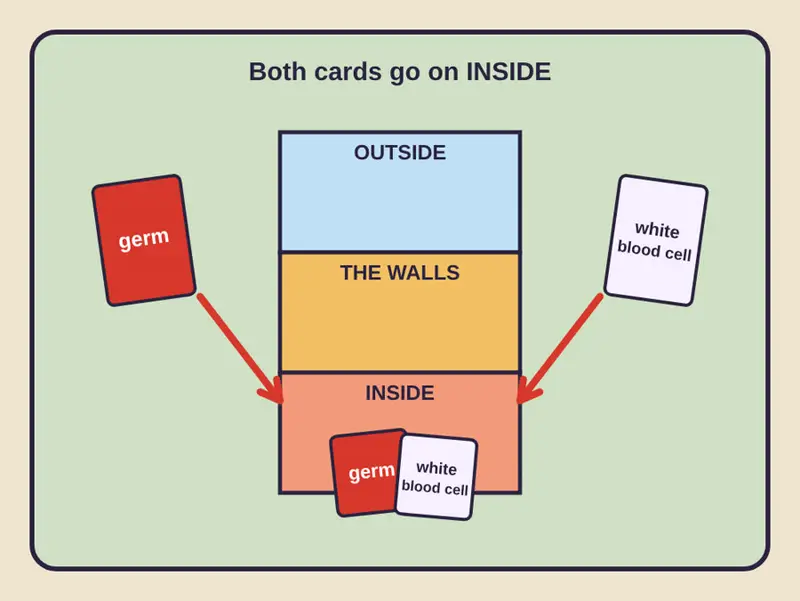 Both cards go on INSIDE
OUTSIDE
germ
white
blood cell
THE WALLS
INSIDE
germ
white
blood cell